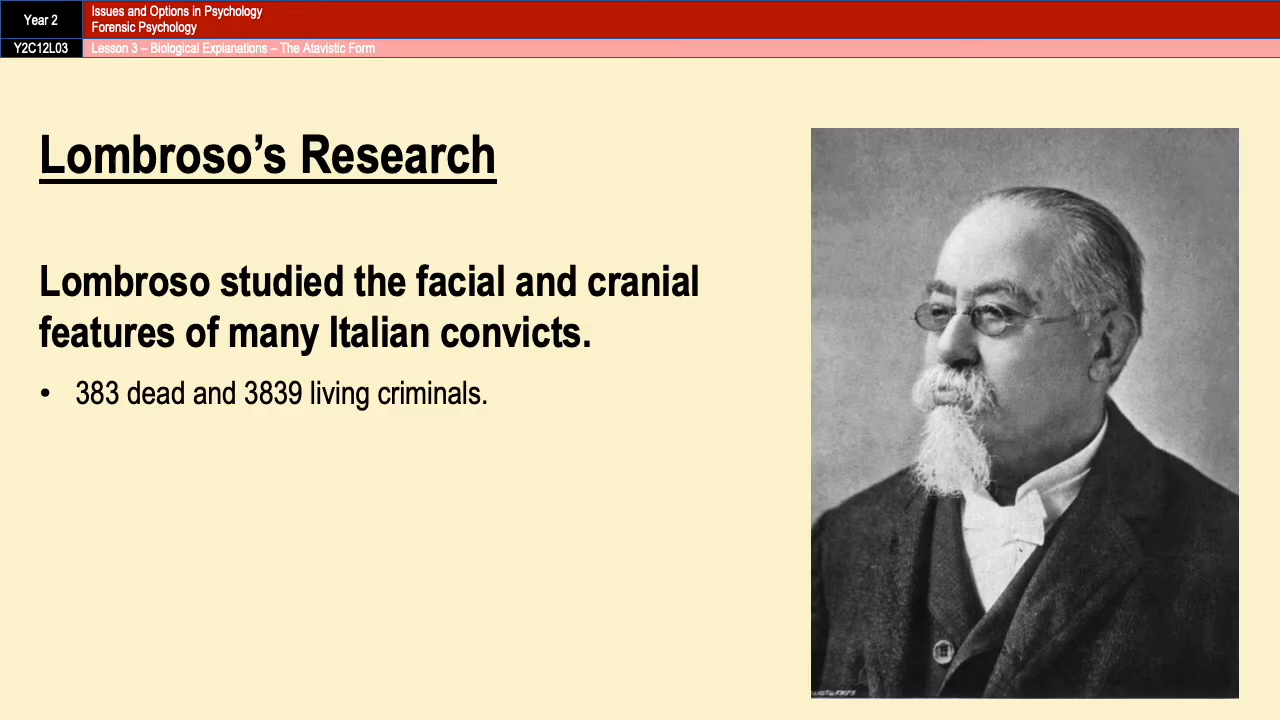 Year 2
Issues and Options in Psychology
Forensic Psychology
Y2C12L03
Lesson 3 – Biological Explanations – The Atavistic Form
Lombroso’s Research
Lombroso studied the facial and cranial
features of many Italian convicts.
• 383 dead and 3839 living criminals.